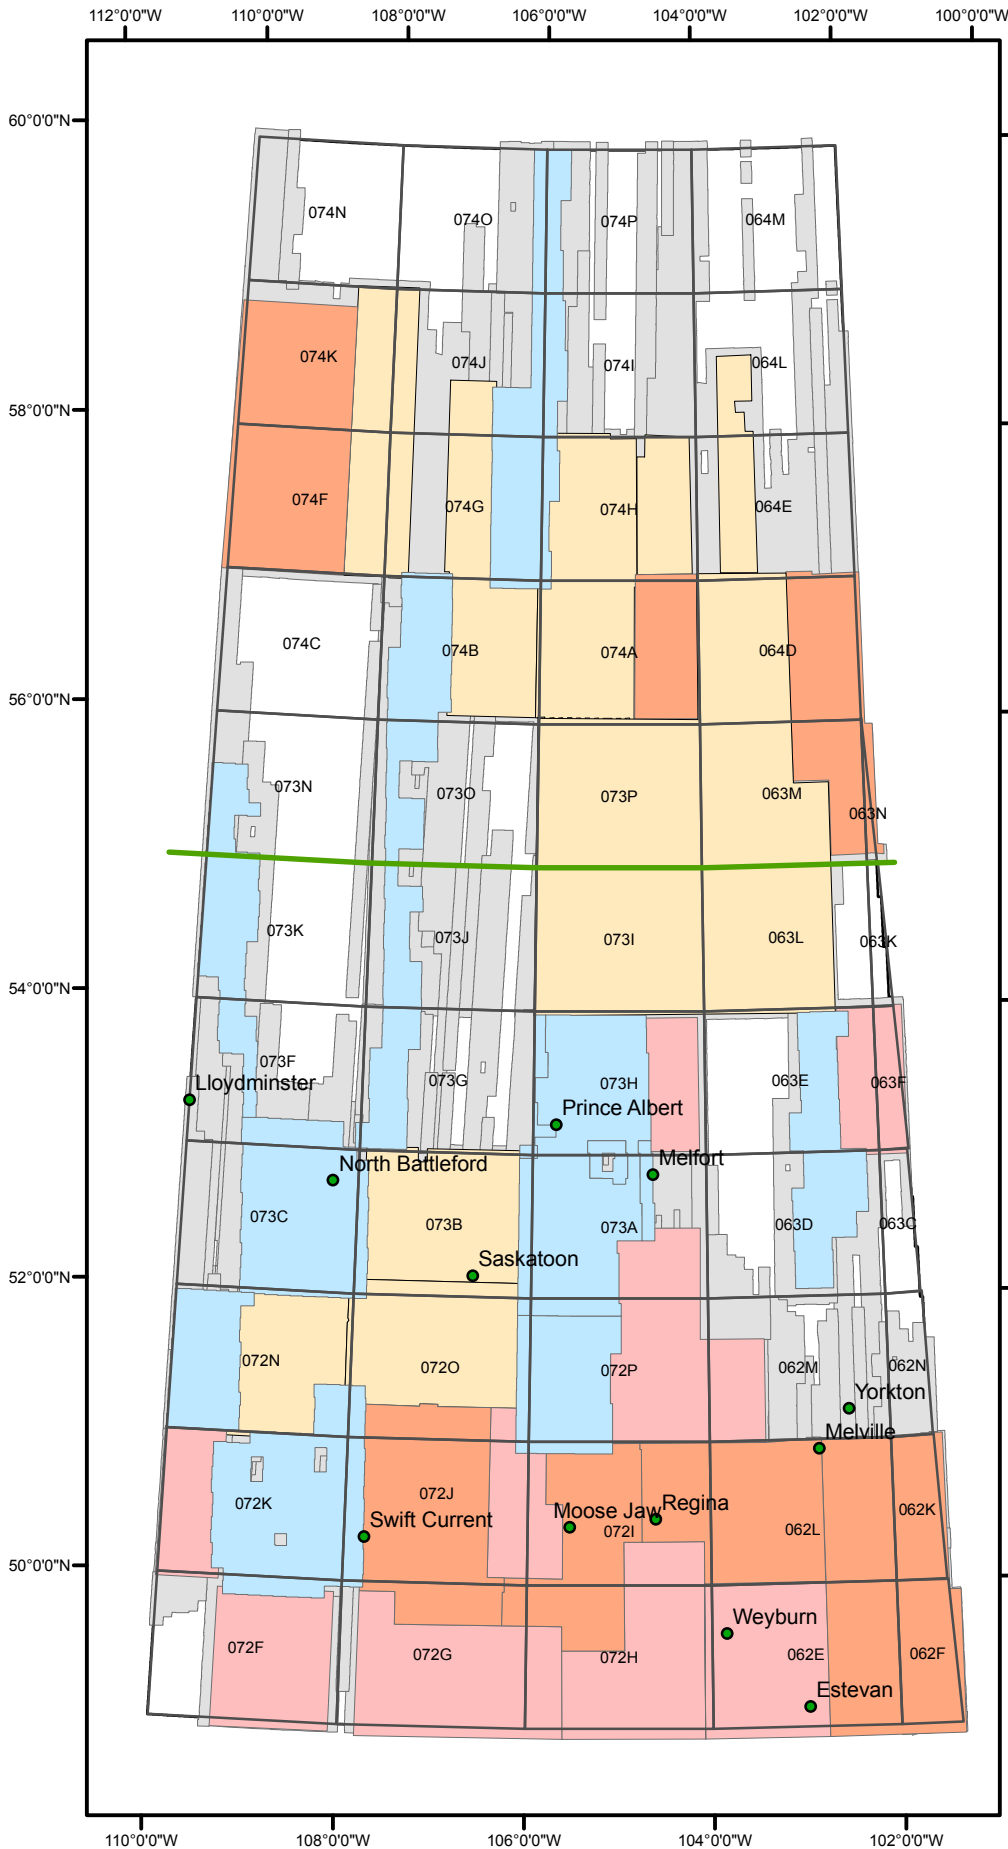 112°0'0"W 110°0'0"W 108°0'0"W 106°0'0"W 104°0'0"W 102°0'0"W 100°0'0"W
60°0'0"N
074N 074O 074P 064M
074K 074J 074I 064L
58°0'0"N
074F 074G 074H 064E
074C 074B 074A 064D
56°0'0"N
073N 073O 073P 063M 063N
073K 073J 073I 063L 063K
54°0'0"N
073F 073G 073H 063E 063F
Lloydminster
Prince Albert
North Battleford Melfort
073C 073B 073A 063D 063C
Saskatoon
52°0'0"N
072N 072O 072P 062M 062N
Yorkton
Melville
072K 072J 072I 062L 062K
Swift Current Moose Jaw Regina
50°0'0"N
Weyburn
072F 072G 072H 062E 062F
Estevan
110°0'0"W 108°0'0"W 106°0'0"W 104°0'0"W 102°0'0"W